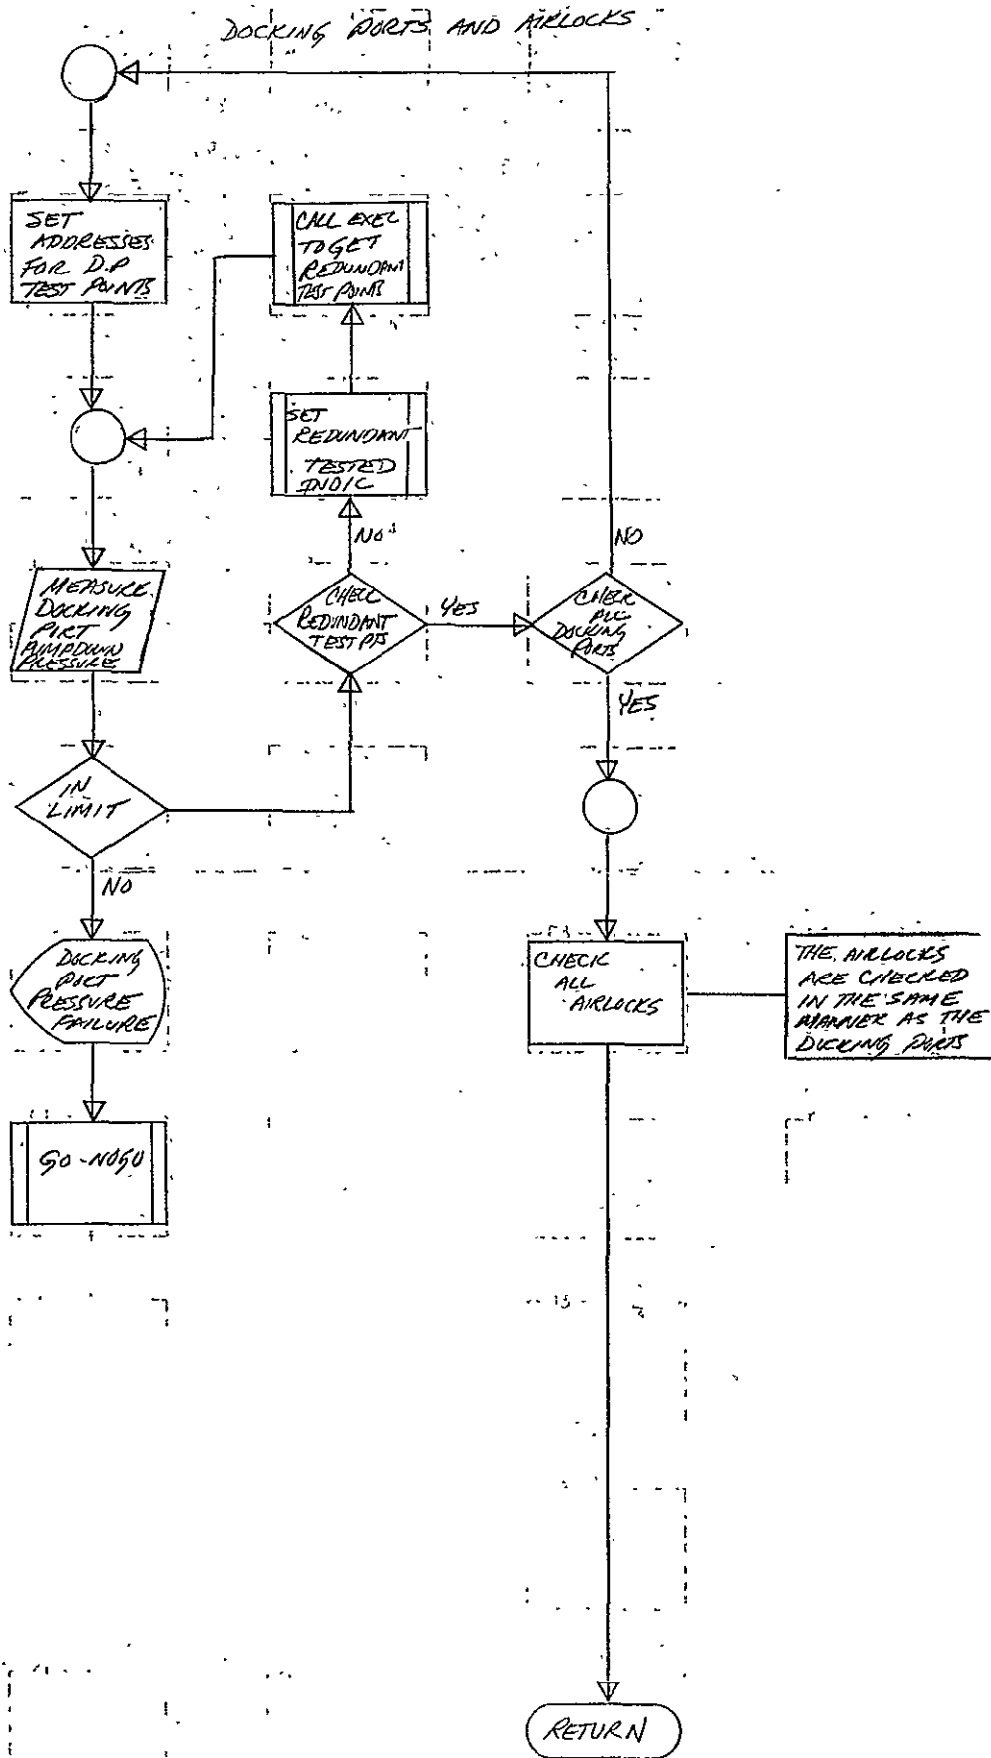 DOCKING PORTS AND AIRLOCKS
SET
ADDRESSES
FOR D.P
TEST POINTS
CALL EXEC
TO GET
REDUNDANT
TEST POINTS
SET
REDUNDANT
TESTED
INDIC
NO
NO
MEASURE
DOCKING
PORT
PUMPDOWN
PRESSURE
CHECK
REDUNDANT
TEST PTS
YES
CHECK
ALL
DOCKING
PORTS
YES
IN
LIMIT
NO
DOCKING
PORT
PRESSURE
FAILURE
CHECK
ALL
AIRLOCKS
THE AIRLOCKS
ARE CHECKED
IN THE SAME
MANNER AS THE
DOCKING PORTS
GO-NOGO
RETURN